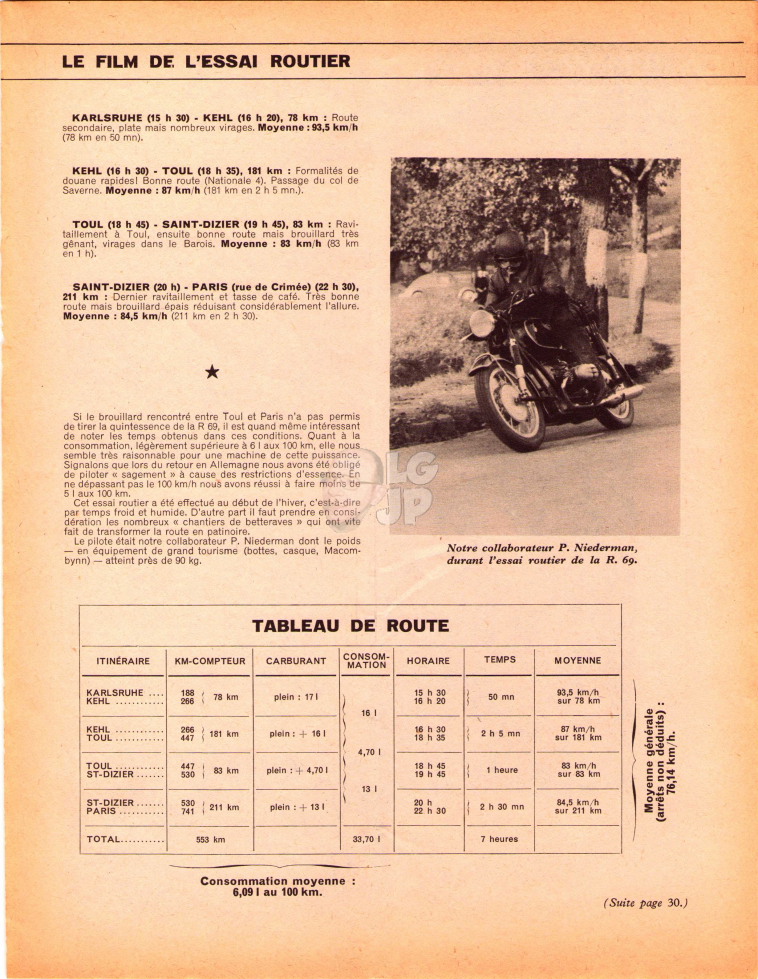 LE FILM DE L'ESSAI ROUTIER
KARLSRUHE (15 h 30) - KEHL (16 h 20), 78 km : Route
secondaire, plate mais nombreux virages. Moyenne : 93,5 km/h
(78 km en 50 mn).
KEHL (16 h 30) - TOUL (18 h 35), 181 km : Formalités de
douane rapides! Bonne route (Nationale 4). Passage du col de
Saverne. Moyenne : 87 km/h (181 km en 2 h 5 mn.).
TOUL (18 h 45) - SAINT-DIZIER (19 h 45), 83 km : Ravi-
taillement à Toul, ensuite bonne route mais brouillard très
gênant, virages dans le Barois. Moyenne : 83 km/h (83 km
en 1 h).
SAINT-DIZIER (20 h) - PARIS (rue de Crimée) (22 h 30),
211 km : Dernier ravitaillement et tasse de café. Très bonne
route mais brouillard épais réduisant considérablement l'allure.
Moyenne : 84,5 km/h (211 km en 2 h 30).
Si le brouillard rencontré entre Toul et Paris n'a pas permis
de tirer la quintessence de la R 69, il est quand même intéressant
de noter les temps obtenus dans ces conditions. Quant à la
consommation, légèrement supérieure à 6 l aux 100 km, elle nous
semble très raisonnable pour une machine de cette puissance.
Signalons que lors du retour en Allemagne nous avons été obligé
de piloter « sagement » à cause des restrictions d'essence. En
ne dépassant pas le 100 km/h nous avons réussi à faire moins de
5 l aux 100 km.
Cet essai routier a été effectué au début de l'hiver, c'est-à-dire
par temps froid et humide. D'autre part il faut prendre en consi-
dération les nombreux « chantiers de betteraves » qui ont vite
fait de transformer la route en patinoire.
Le pilote était notre collaborateur P. Niederman dont le poids
— en équipement de grand tourisme (bottes, casque, Macom-
bynn) — atteint près de 90 kg.
LG
JP
Notre collaborateur P. Niederman,
durant l'essai routier de la R. 69.
TABLEAU DE ROUTE
ITINÉRAIRE KM-COMPTEUR CARBURANT CONSOM-MATION HORAIRE TEMPS MOYENNE
KARLSRUHE .... 188 15 h 30 93,5 km/h
78 km plein : 17 l 50 mn
KEHL ............ 266 16 h 20 sur 78 km
16 l
KEHL ............ 266 16 h 30 87 km/h
181 km plein : + 16 l 2 h 5 mn
TOUL ............ 447 18 h 35 sur 181 km
4,70 l
TOUL ............ 447 18 h 45 83 km/h
83 km plein : + 4,70 l 1 heure
ST-DIZIER ....... 530 19 h 45 sur 83 km
13 l
ST-DIZIER ....... 530 20 h 84,5 km/h
211 km plein : + 13 l 2 h 30 mn
PARIS ........... 741 22 h 30 sur 211 km
TOTAL........... 553 km 33,70 l 7 heures
Moyenne générale
(arrêts non déduits) :
76,14 km/h.
Consommation moyenne :
6,09 l au 100 km.
(Suite page 30.)